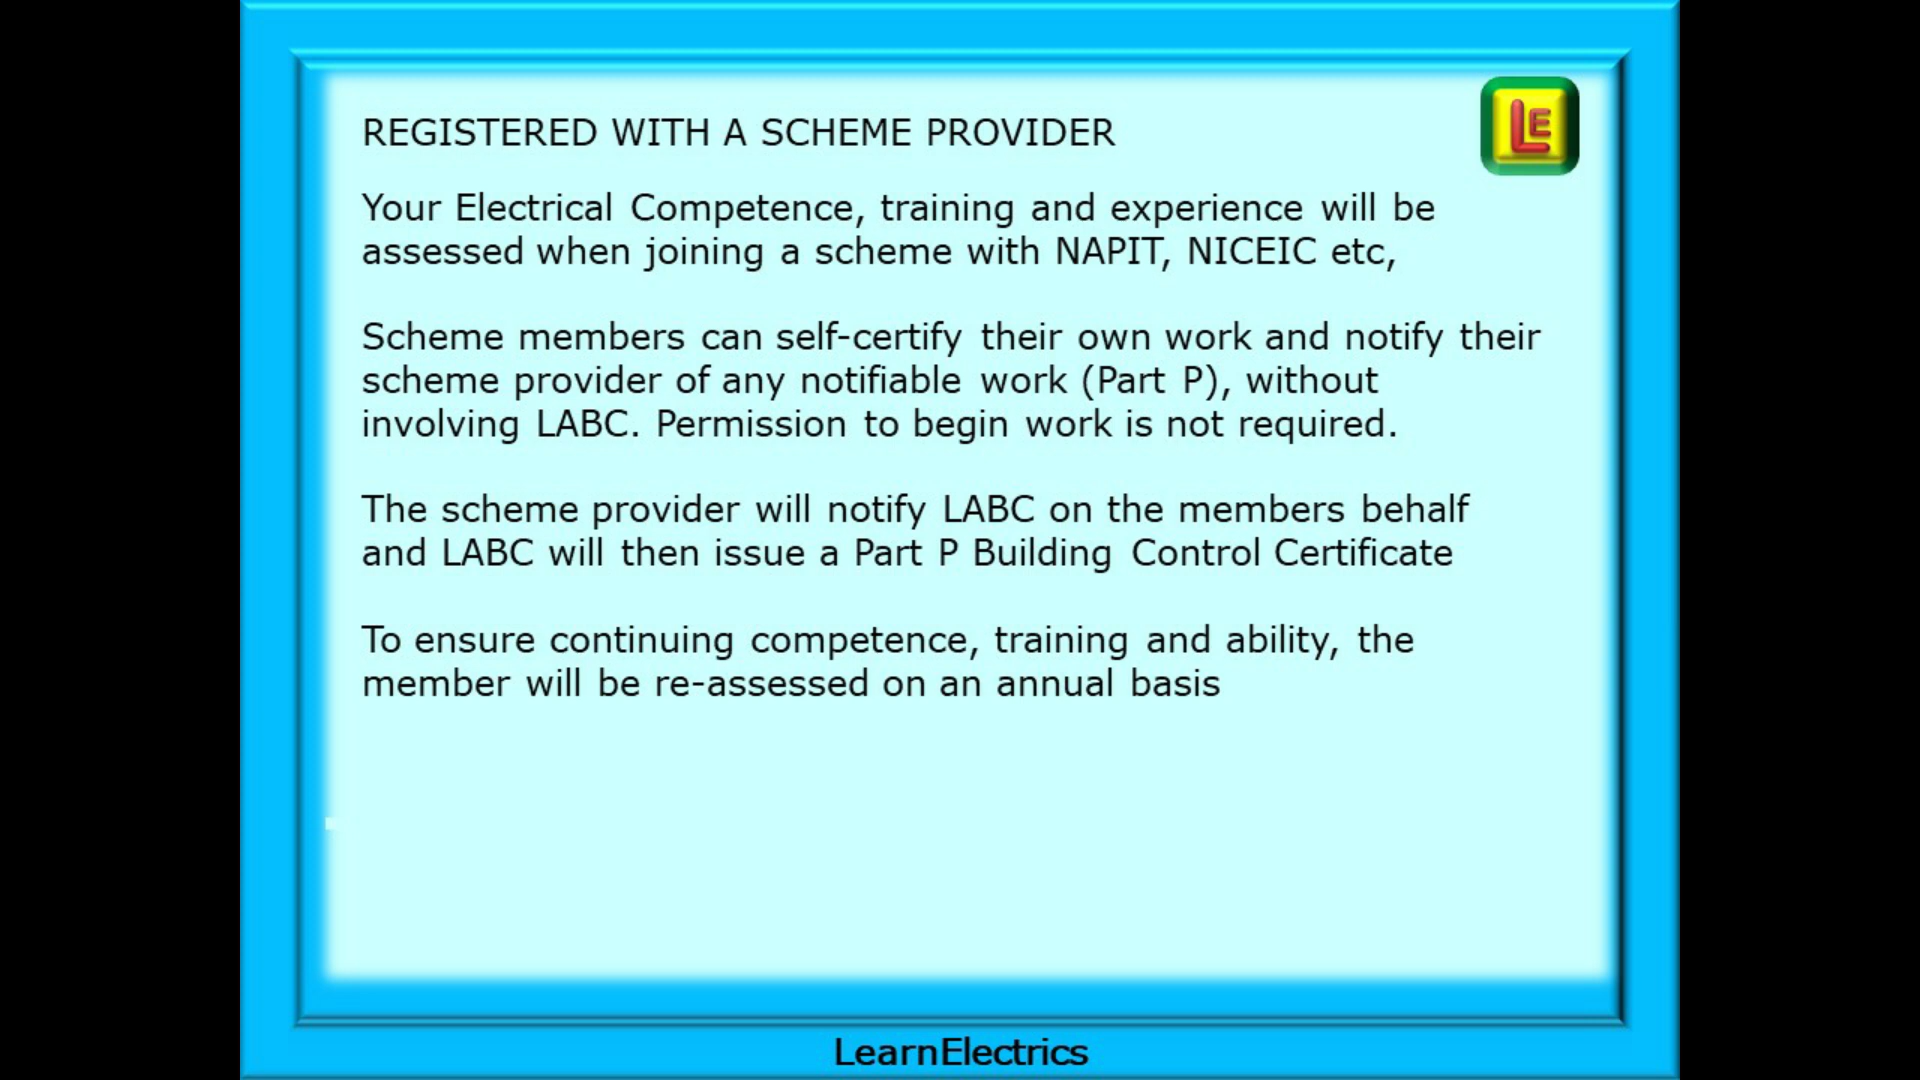 REGISTERED WITH A SCHEME PROVIDER
LE
Your Electrical Competence, training and experience will be
assessed when joining a scheme with NAPIT, NICEIC etc,
Scheme members can self-certify their own work and notify their
scheme provider of any notifiable work (Part P), without
involving LABC. Permission to begin work is not required.
The scheme provider will notify LABC on the members behalf
and LABC will then issue a Part P Building Control Certificate
To ensure continuing competence, training and ability, the
member will be re-assessed on an annual basis
LearnElectrics